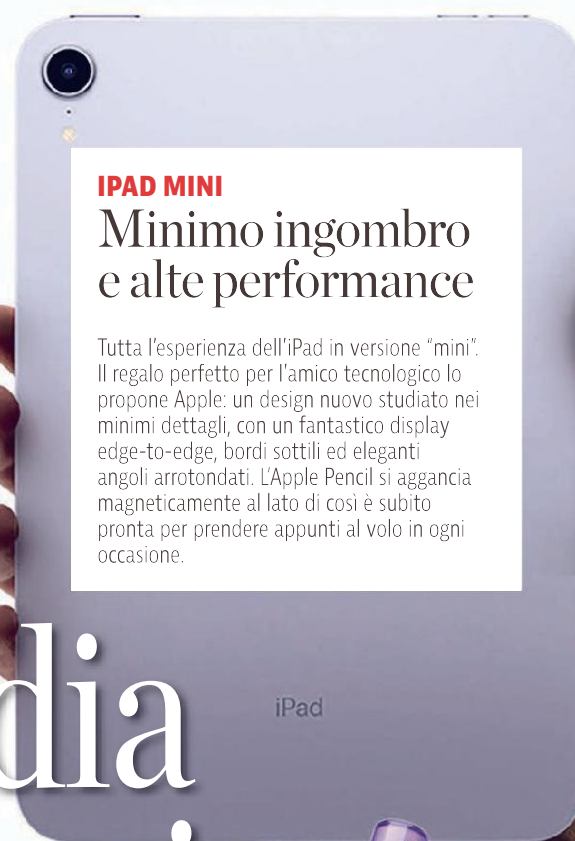 IPAD MINI
Minimo ingombro
e alte performance
Tutta l'esperienza dell'iPad in versione “mini”.
Il regalo perfetto per l'amico tecnologico lo
propone Apple: un design nuovo studiato nei
minimi dettagli, con un fantastico display
edge-to-edge, bordi sottili ed eleganti
angoli arrotondati. L'Apple Pencil si aggancia
magneticamente al lato di così è subito
pronta per prendere appunti al volo in ogni
occasione.
dia
iPad